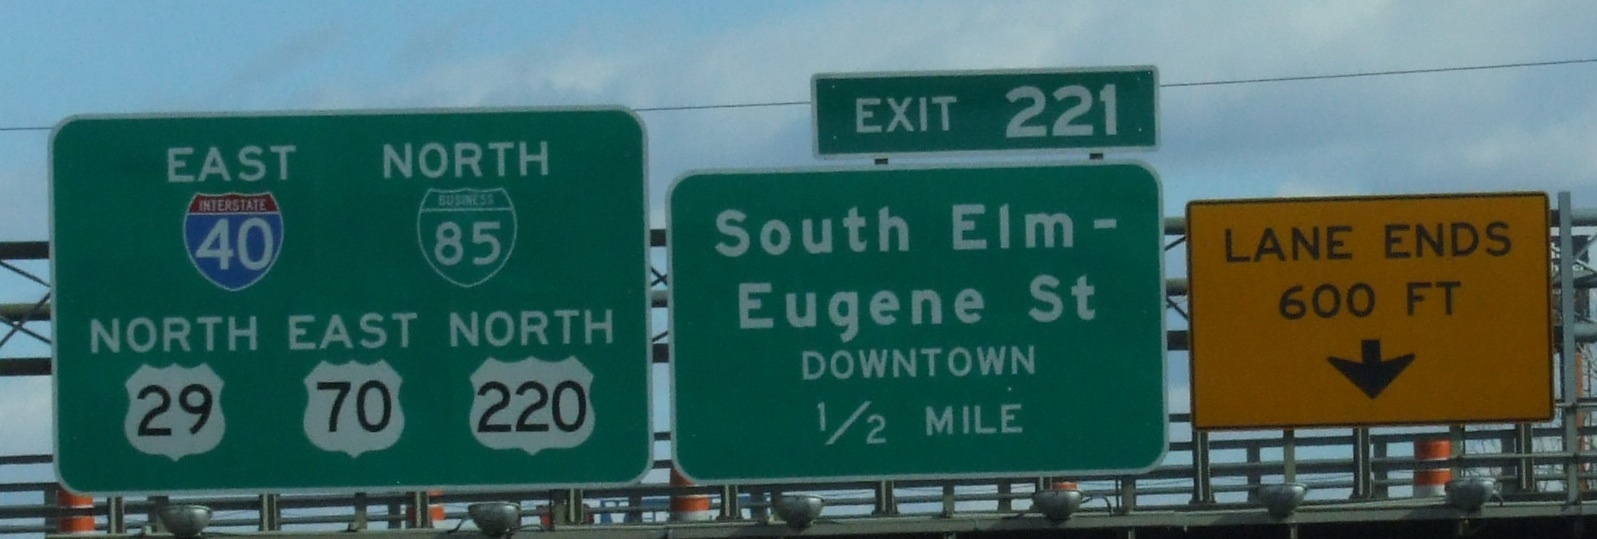 EAST NORTH
INTERSTATE BUSINESS
40 85
NORTH EAST NORTH
29 70 220
EXIT 221
South Elm-
Eugene St
DOWNTOWN
1/2 MILE
LANE ENDS
600 FT